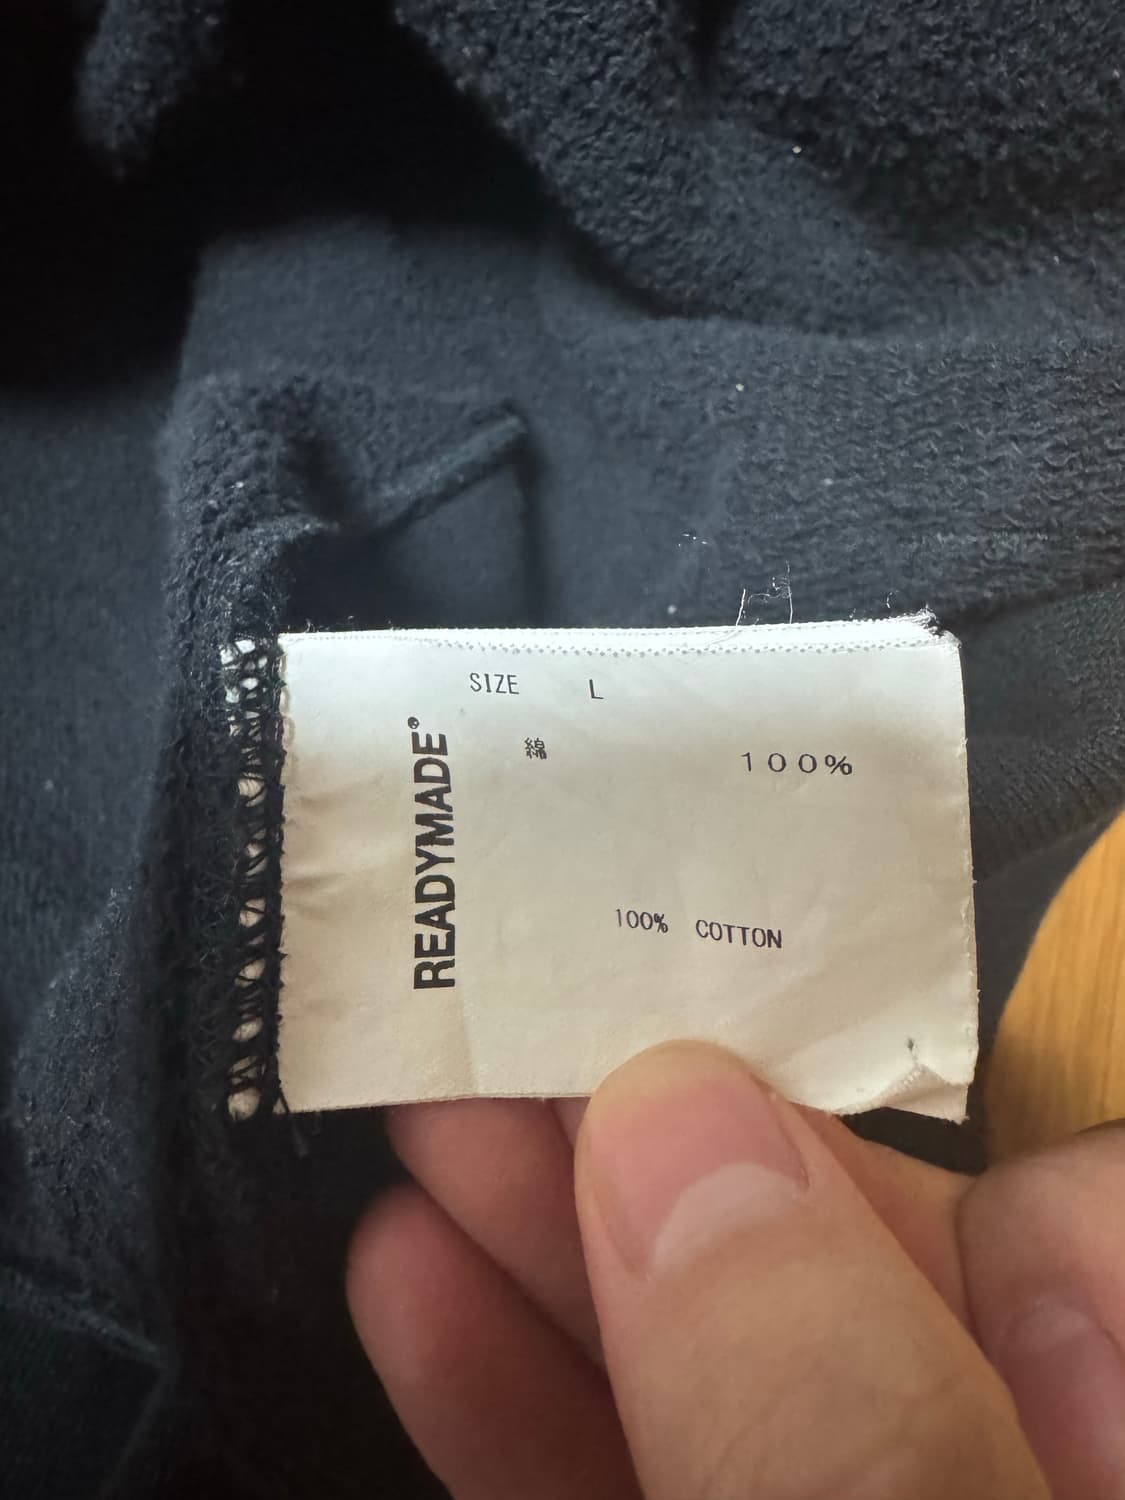 SIZE L
綿 100%
100% COTTON
READYMADE®